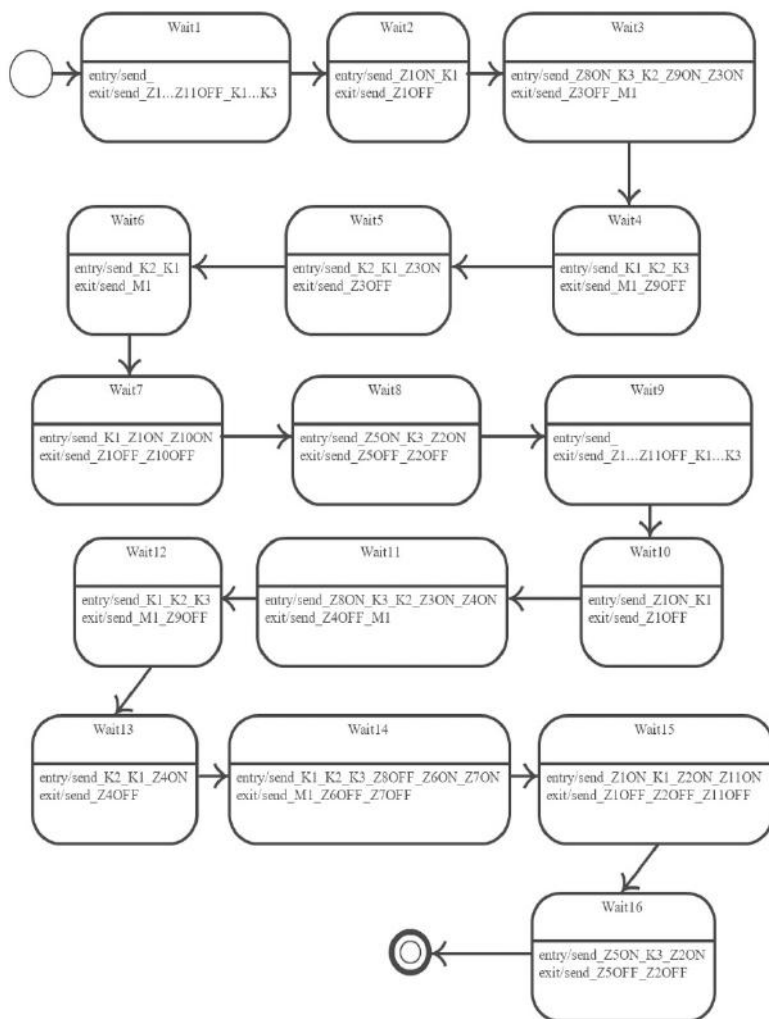 Wait1
entry/send_
exit/send_Z1...Z11OFF_K1...K3
Wait2
entry/send_Z1ON_K1
exit/send_Z1OFF
Wait3
entry/send_Z8ON_K3_K2_Z9ON_Z3ON
exit/send_Z3OFF_M1
Wait4
entry/send_K1_K2_K3
exit/send_M1_Z9OFF
Wait5
entry/send_K2_K1_Z3ON
exit/send_Z3OFF
Wait6
entry/send_K2_K1
exit/send_M1
Wait7
entry/send_K1_Z1ON_Z10ON
exit/send_Z1OFF_Z10OFF
Wait8
entry/send_Z5ON_K3_Z2ON
exit/send_Z5OFF_Z2OFF
Wait9
entry/send_
exit/send_Z1...Z11OFF_K1...K3
Wait10
entry/send_Z1ON_K1
exit/send_Z1OFF
Wait11
entry/send_Z8ON_K3_K2_Z3ON_Z4ON
exit/send_Z4OFF_M1
Wait12
entry/send_K1_K2_K3
exit/send_M1_Z9OFF
Wait13
entry/send_K2_K1_Z4ON
exit/send_Z4OFF
Wait14
entry/send_K1_K2_K3_Z8OFF_Z6ON_Z7ON
exit/send_M1_Z6OFF_Z7OFF
Wait15
entry/send_Z1ON_K1_Z2ON_Z11ON
exit/send_Z1OFF_Z2OFF_Z11OFF
Wait16
entry/send_Z5ON_K3_Z2ON
exit/send_Z5OFF_Z2OFF